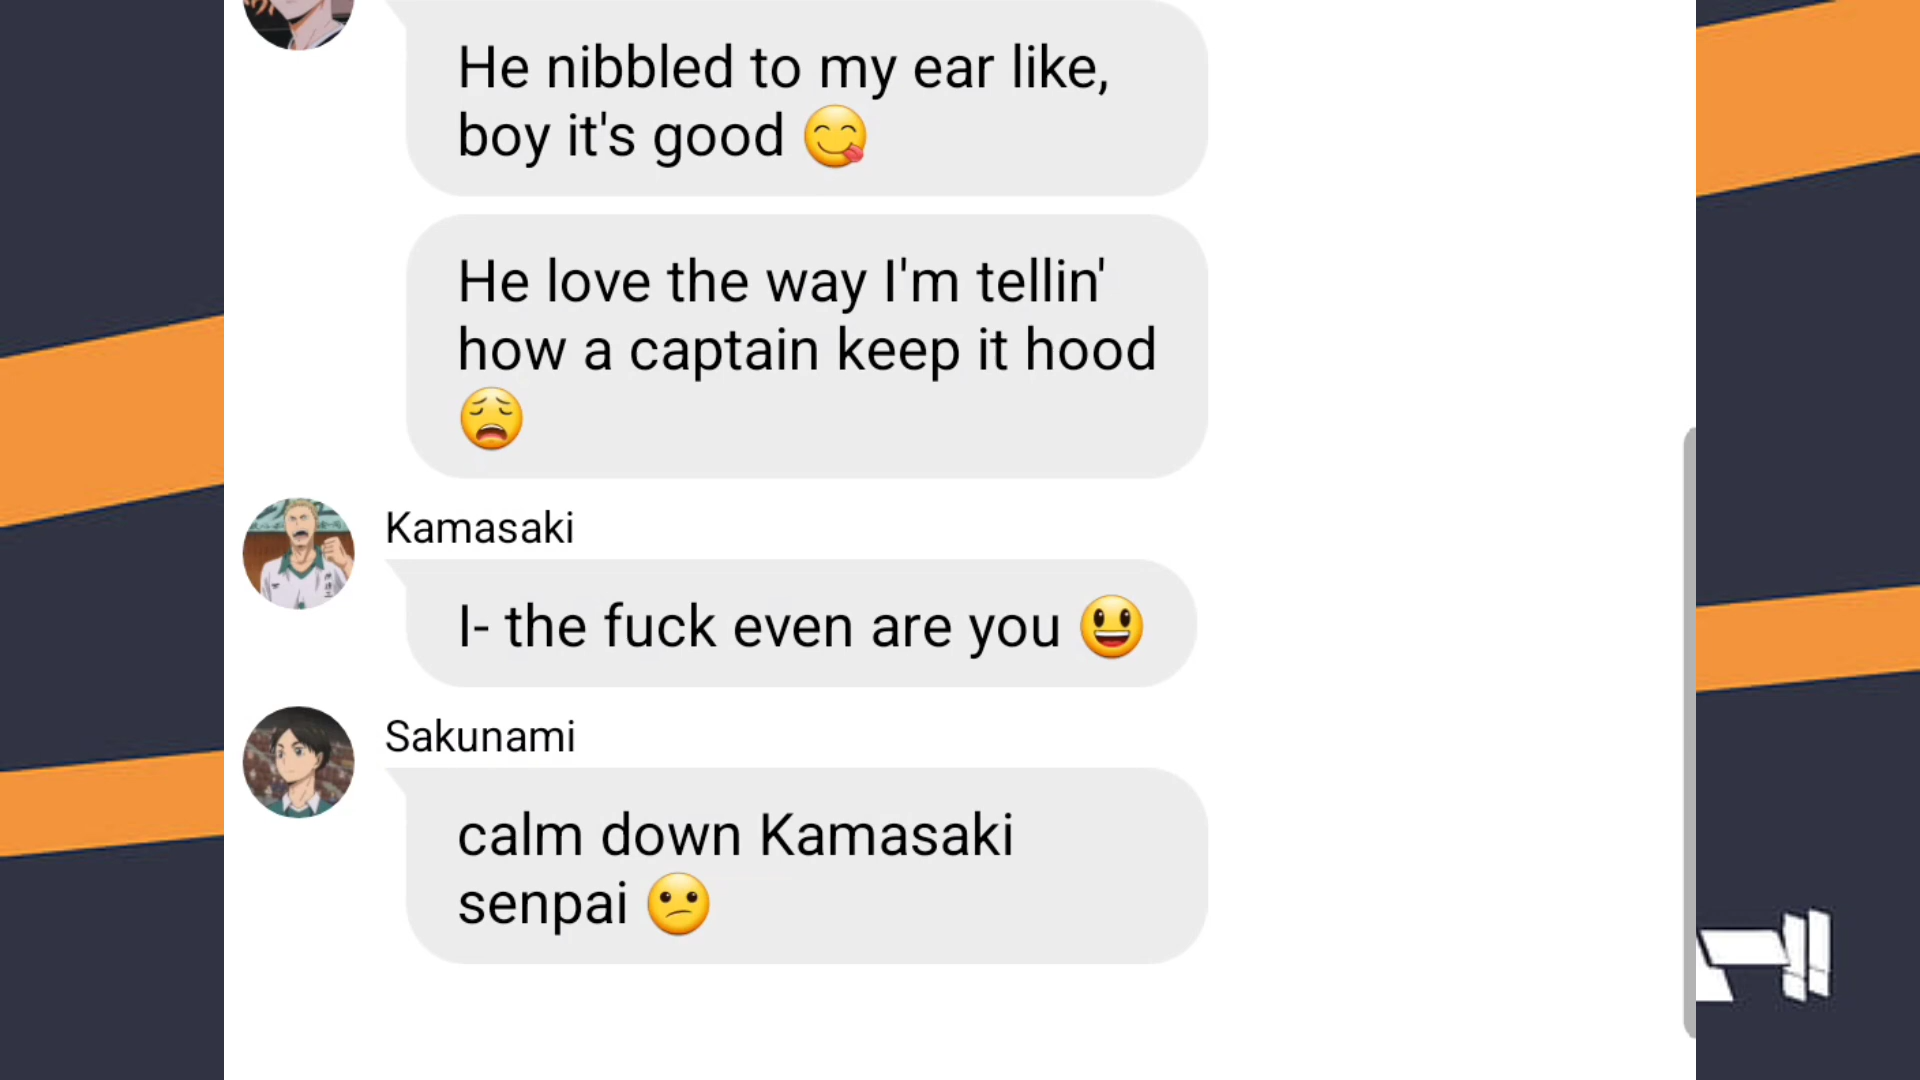 He nibbled to my ear like,
boy it's good 😋
He love the way I'm tellin'
how a captain keep it hood
😩
Kamasaki
I- the fuck even are you 😃
Sakunami
calm down Kamasaki
senpai 😕